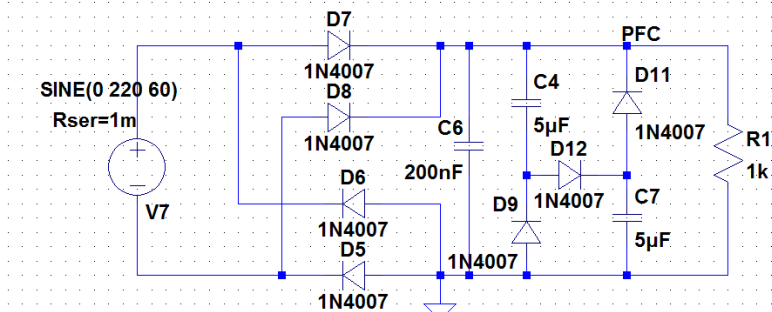 D7
1N4007
SINE(0 220 60)
Rser=1m
V7
D8
1N4007
D6
1N4007
D5
1N4007
C6
200nF
C4
5µF
PFC
D11
1N4007
D12
1N4007
D9
1N4007
C7
5µF
R1
1k